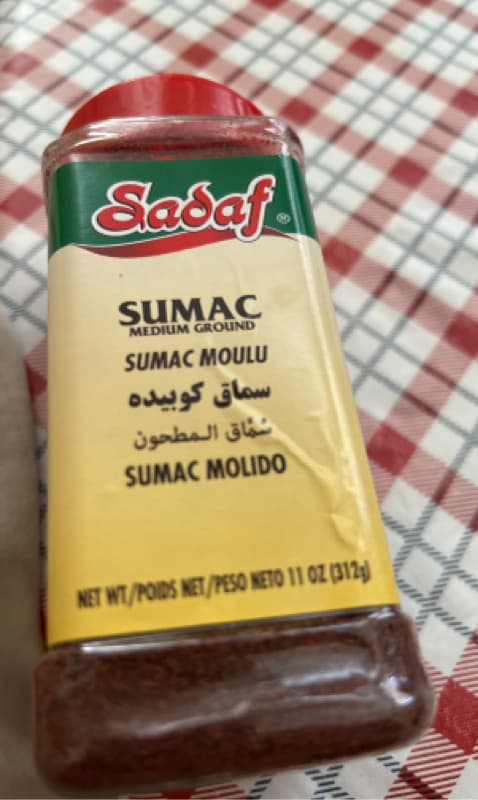 Sadaf®
SUMAC
MEDIUM GROUND
SUMAC MOULU
سماق کوبیده
سُمّاق الـمطحون
SUMAC MOLIDO
NET WT/POIDS NET/PESO NETO 11 OZ (312g)